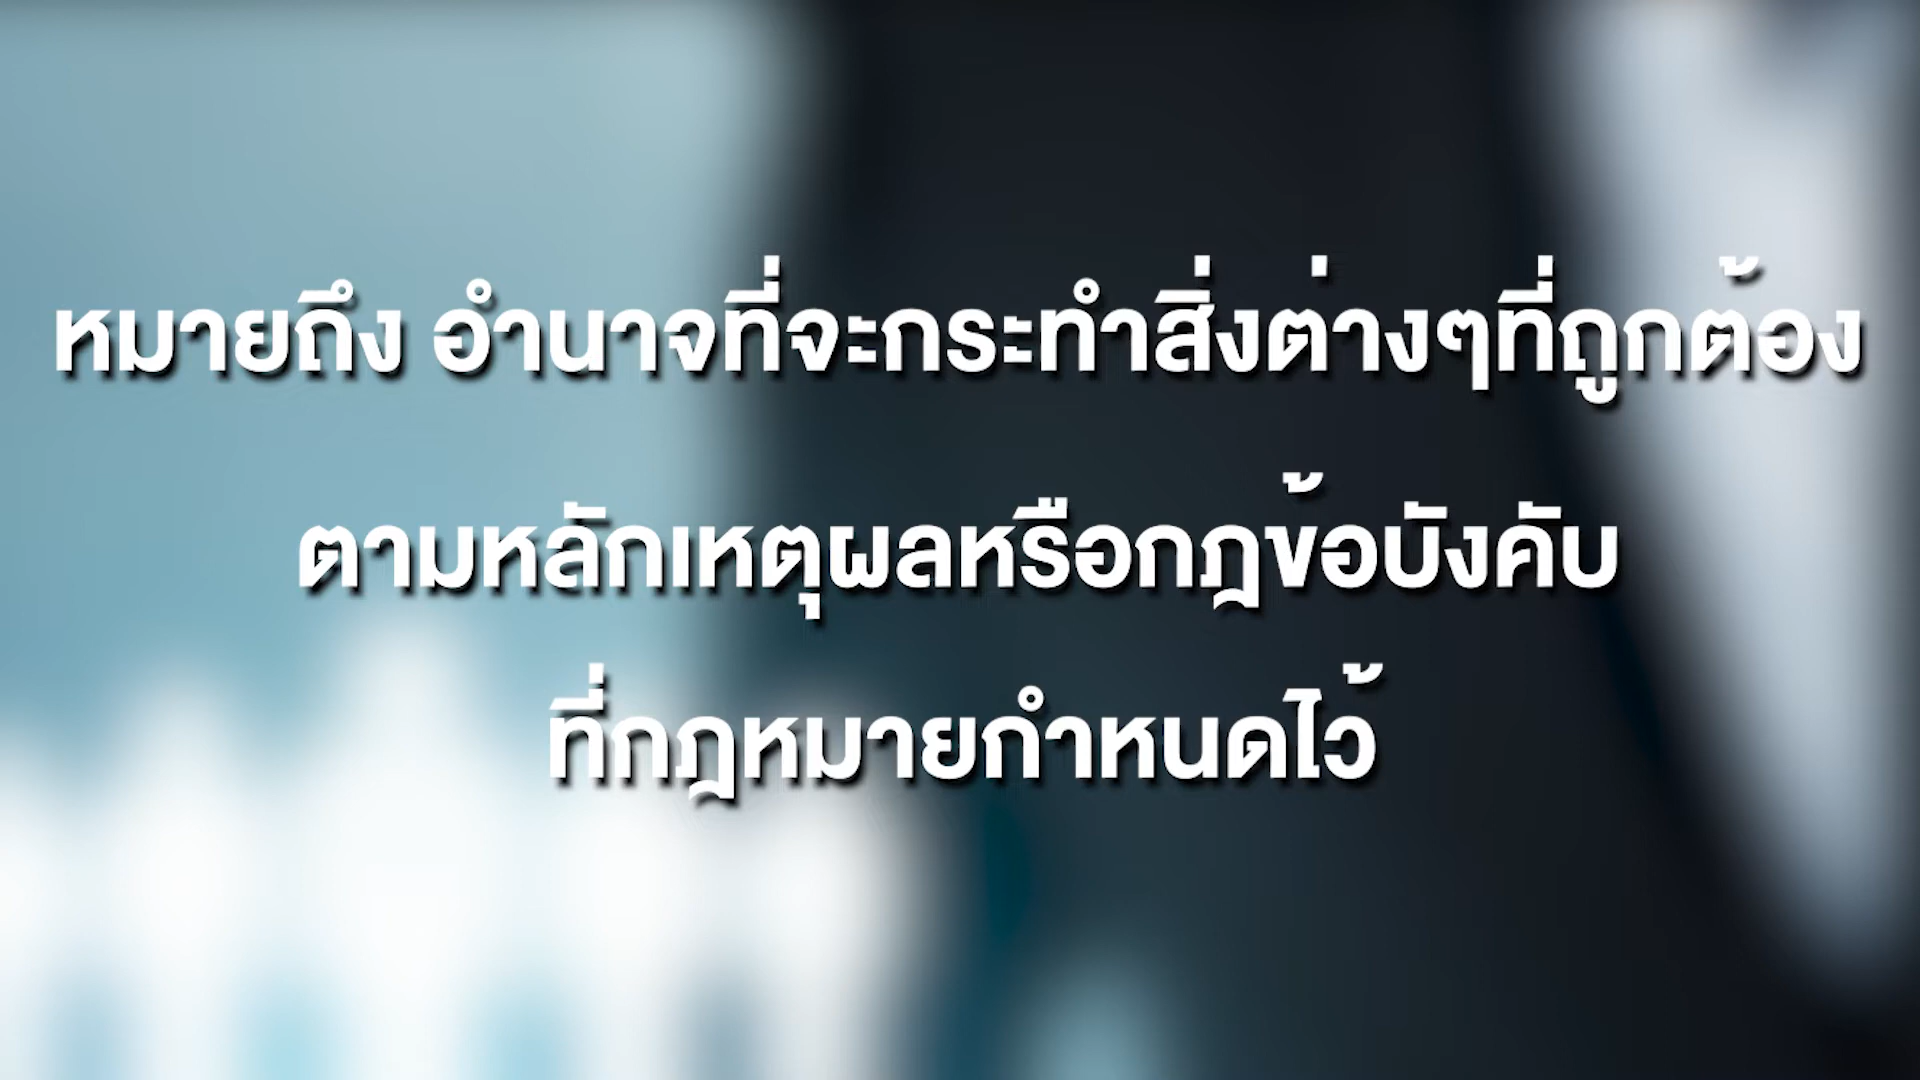 หมายถึง อำนาจที่จะกระทำสิ่งต่างๆที่ถูกต้อง
ตามหลักเหตุผลหรือกฎข้อบังคับ
ที่กฎหมายกำหนดไว้